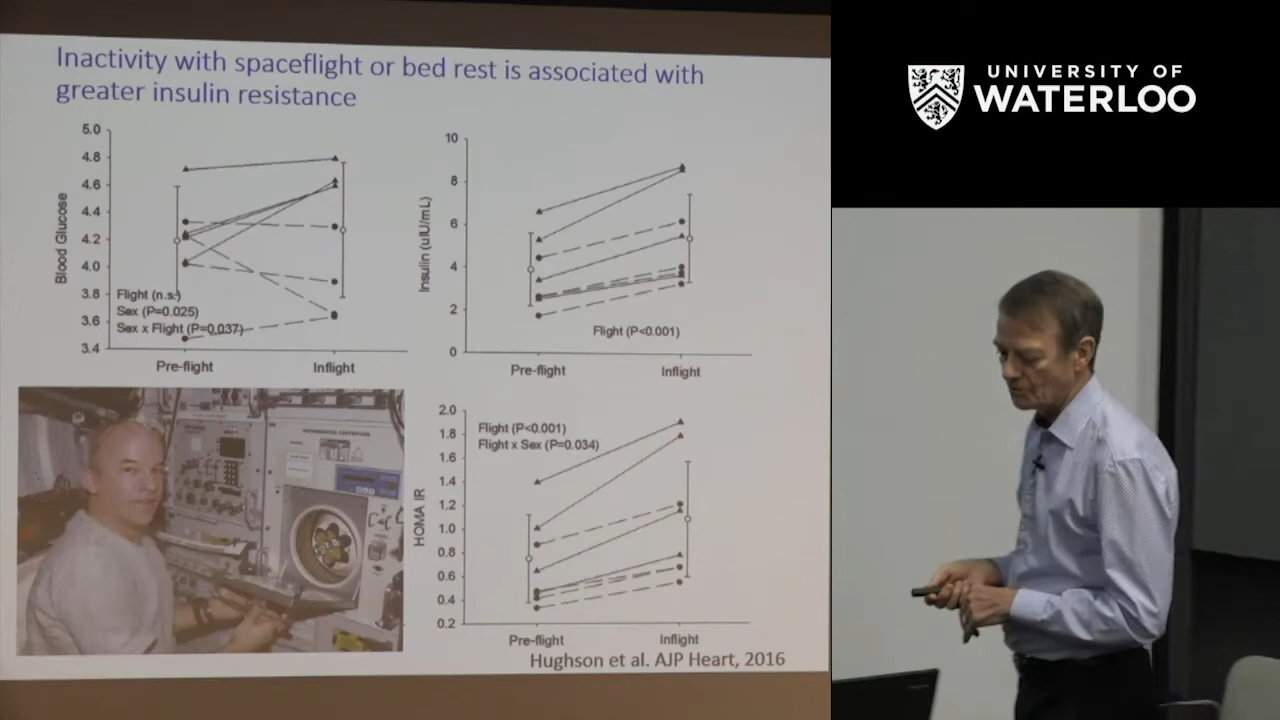 Inactivity with spaceflight or bed rest is associated with
greater insulin resistance
5.0
4.8
4.6
4.4
4.2
4.0
3.8
3.6
3.4
Blood Glucose
Flight (n.s.)
Sex (P=0.025)
Sex x Flight (P=0.037)
Pre-flight
Inflight
10
8
6
4
2
0
Insulin (uIU/mL)
Flight (P<0.001)
Pre-flight
Inflight
2.0
1.8
1.6
1.4
1.2
1.0
0.8
0.6
0.4
0.2
HOMA IR
Flight (P<0.001)
Flight x Sex (P=0.034)
Pre-flight
Inflight
Hughson et al. AJP Heart, 2016
UNIVERSITY OF
WATERLOO